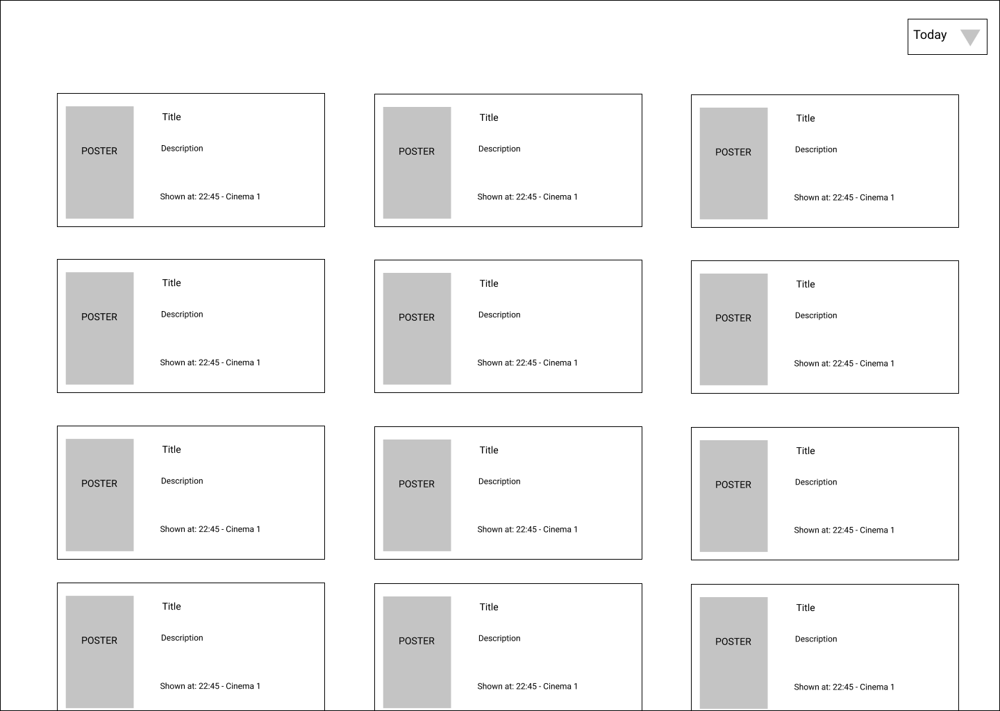 Today
Title
POSTER
Description
Shown at: 22:45 - Cinema 1
Title
POSTER
Description
Shown at: 22:45 - Cinema 1
Title
POSTER
Description
Shown at: 22:45 - Cinema 1
Title
POSTER
Description
Shown at: 22:45 - Cinema 1
Title
POSTER
Description
Shown at: 22:45 - Cinema 1
Title
POSTER
Description
Shown at: 22:45 - Cinema 1
Title
POSTER
Description
Shown at: 22:45 - Cinema 1
Title
POSTER
Description
Shown at: 22:45 - Cinema 1
Title
POSTER
Description
Shown at: 22:45 - Cinema 1
Title
POSTER
Description
Shown at: 22:45 - Cinema 1
Title
POSTER
Description
Shown at: 22:45 - Cinema 1
Title
POSTER
Description
Shown at: 22:45 - Cinema 1